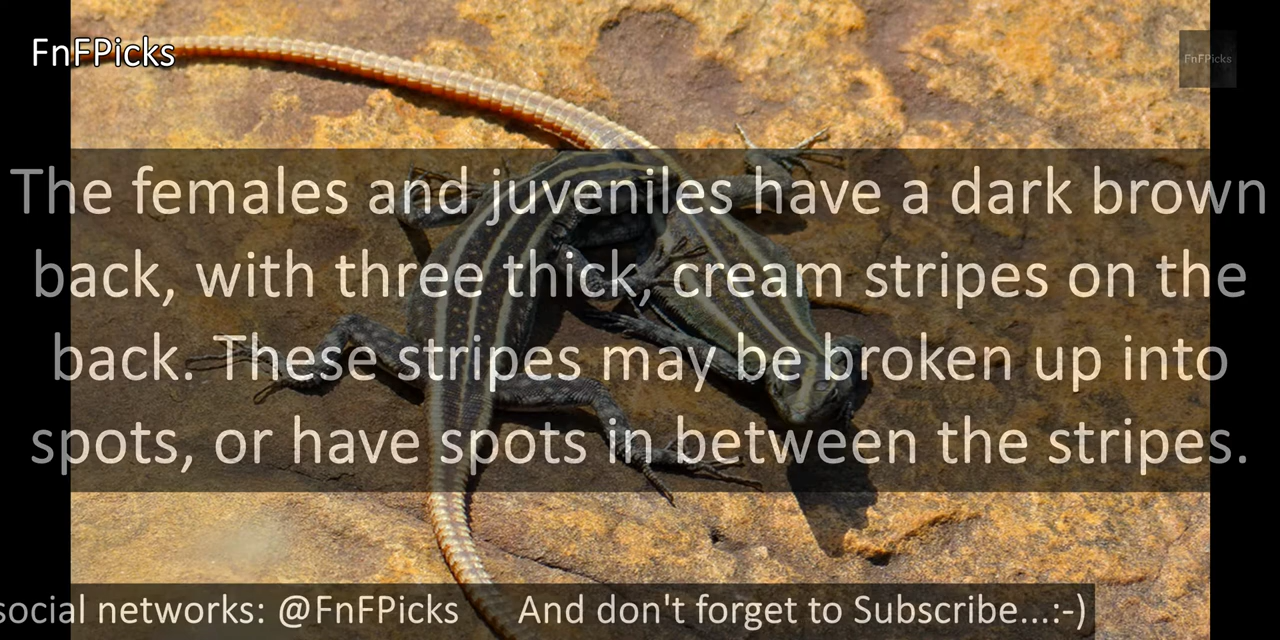 FnFPicks
FnFPicks
The females and juveniles have a dark brown
back, with three thick, cream stripes on the
back. These stripes may be broken up into
spots, or have spots in between the stripes.
social networks: @FnFPicks And don't forget to Subscribe...:-)